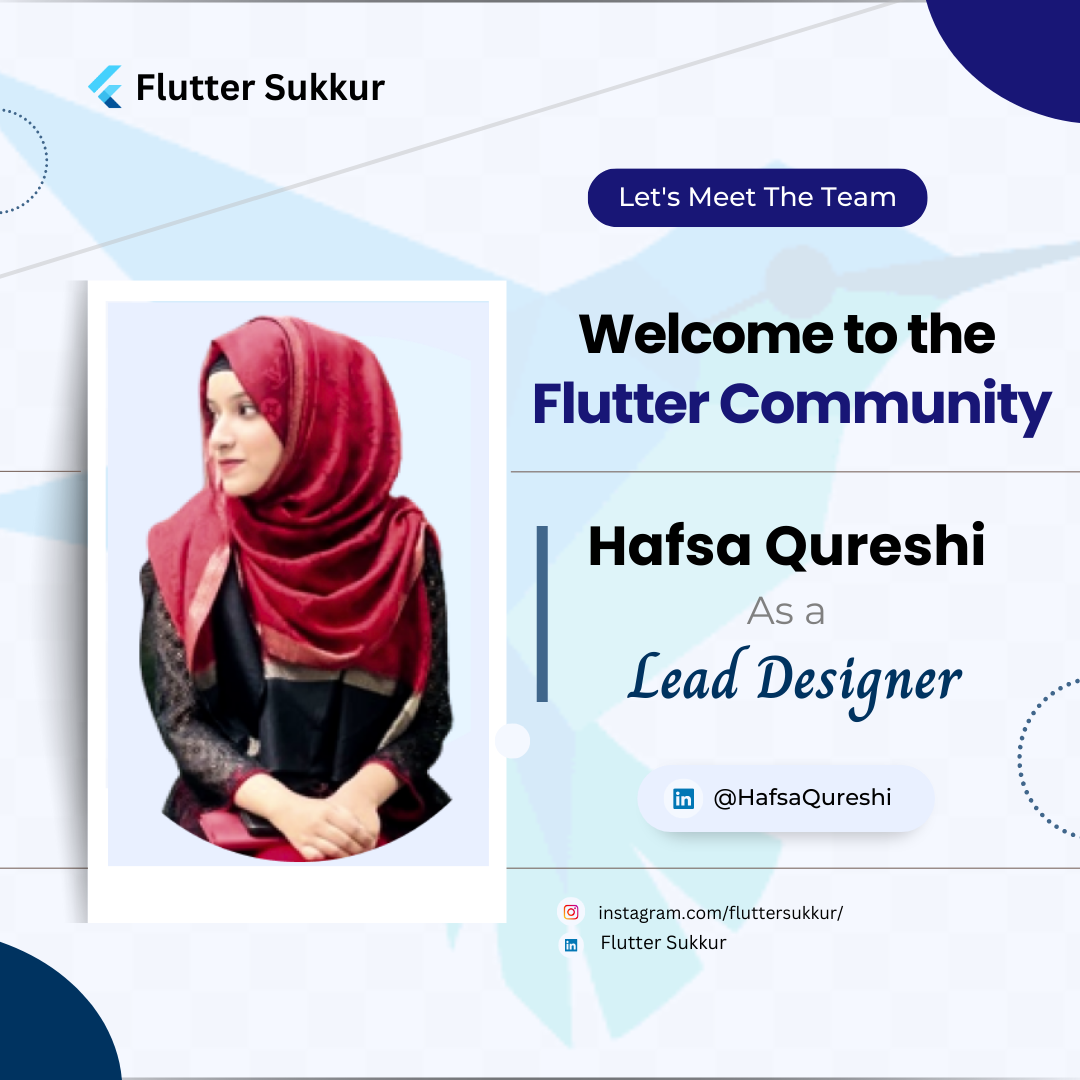 Flutter Sukkur
Let's Meet The Team
Welcome to the
Flutter Community
Hafsa Qureshi
As a
Lead Designer
@HafsaQureshi
instagram.com/fluttersukkur/
Flutter Sukkur